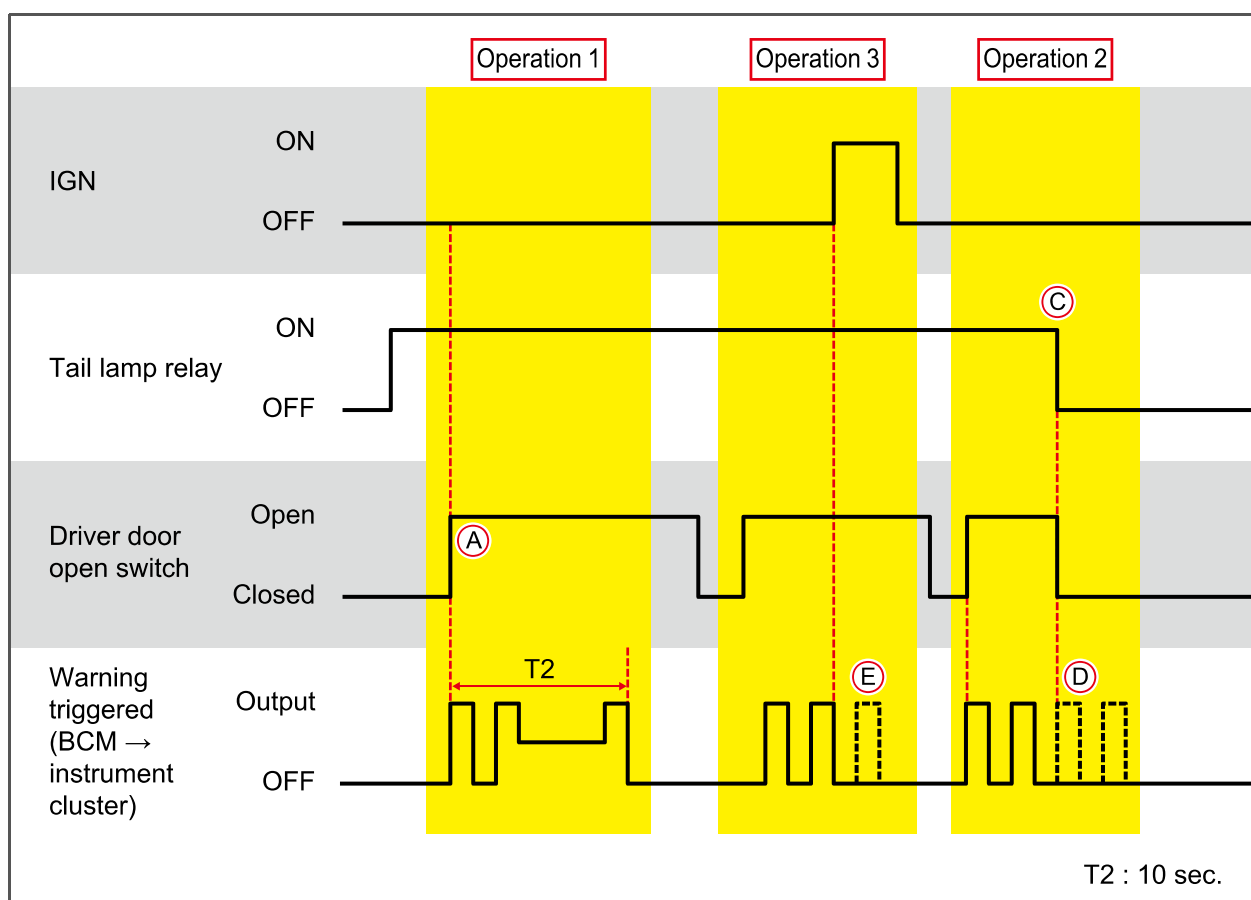 Operation 1
Operation 3
Operation 2
IGN
ON
OFF
Tail lamp relay
ON
OFF
C
Driver door
open switch
Open
Closed
A
Warning
triggered
(BCM →
instrument
cluster)
Output
OFF
T2
E
D
T2 : 10 sec.